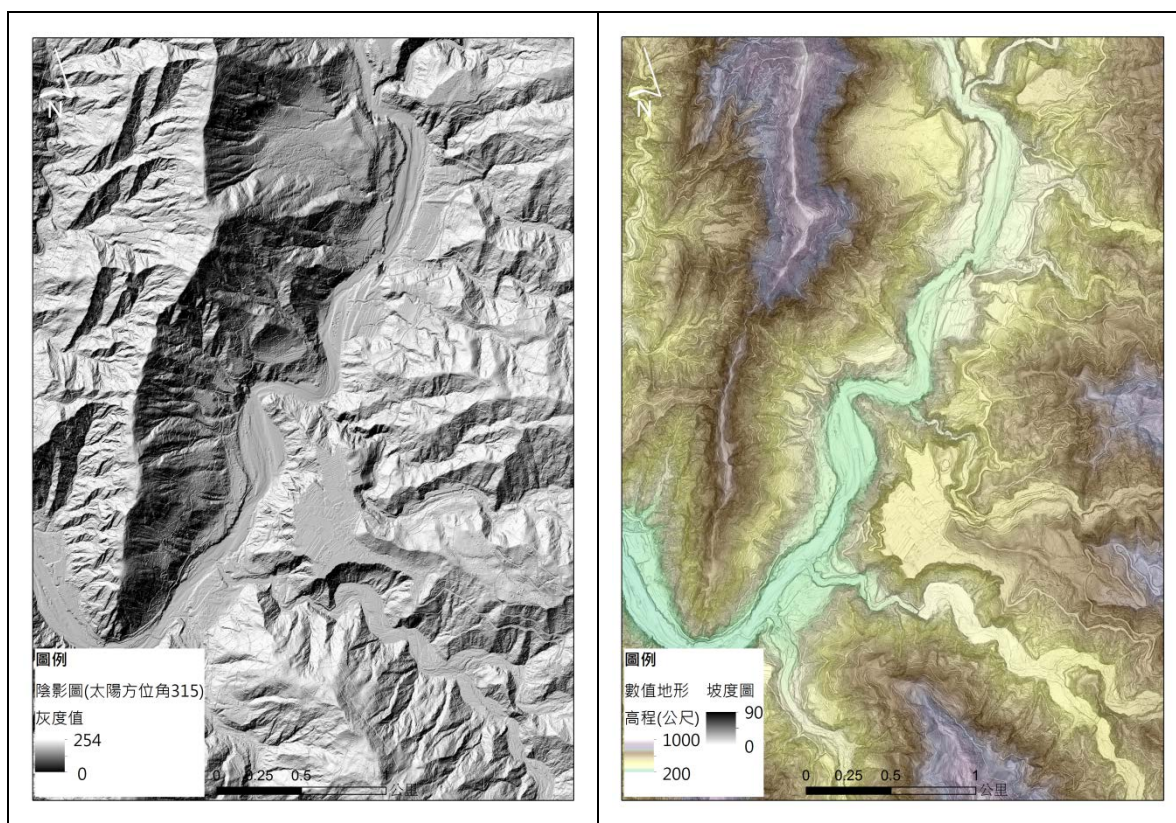 N
圖例
陰影圖(太陽方位角315)
灰度值
254
0
0 0.25 0.5 1
公里
N
圖例
數值地形 坡度圖
高程(公尺)
1000
200
90
0
0 0.25 0.5 1
公里